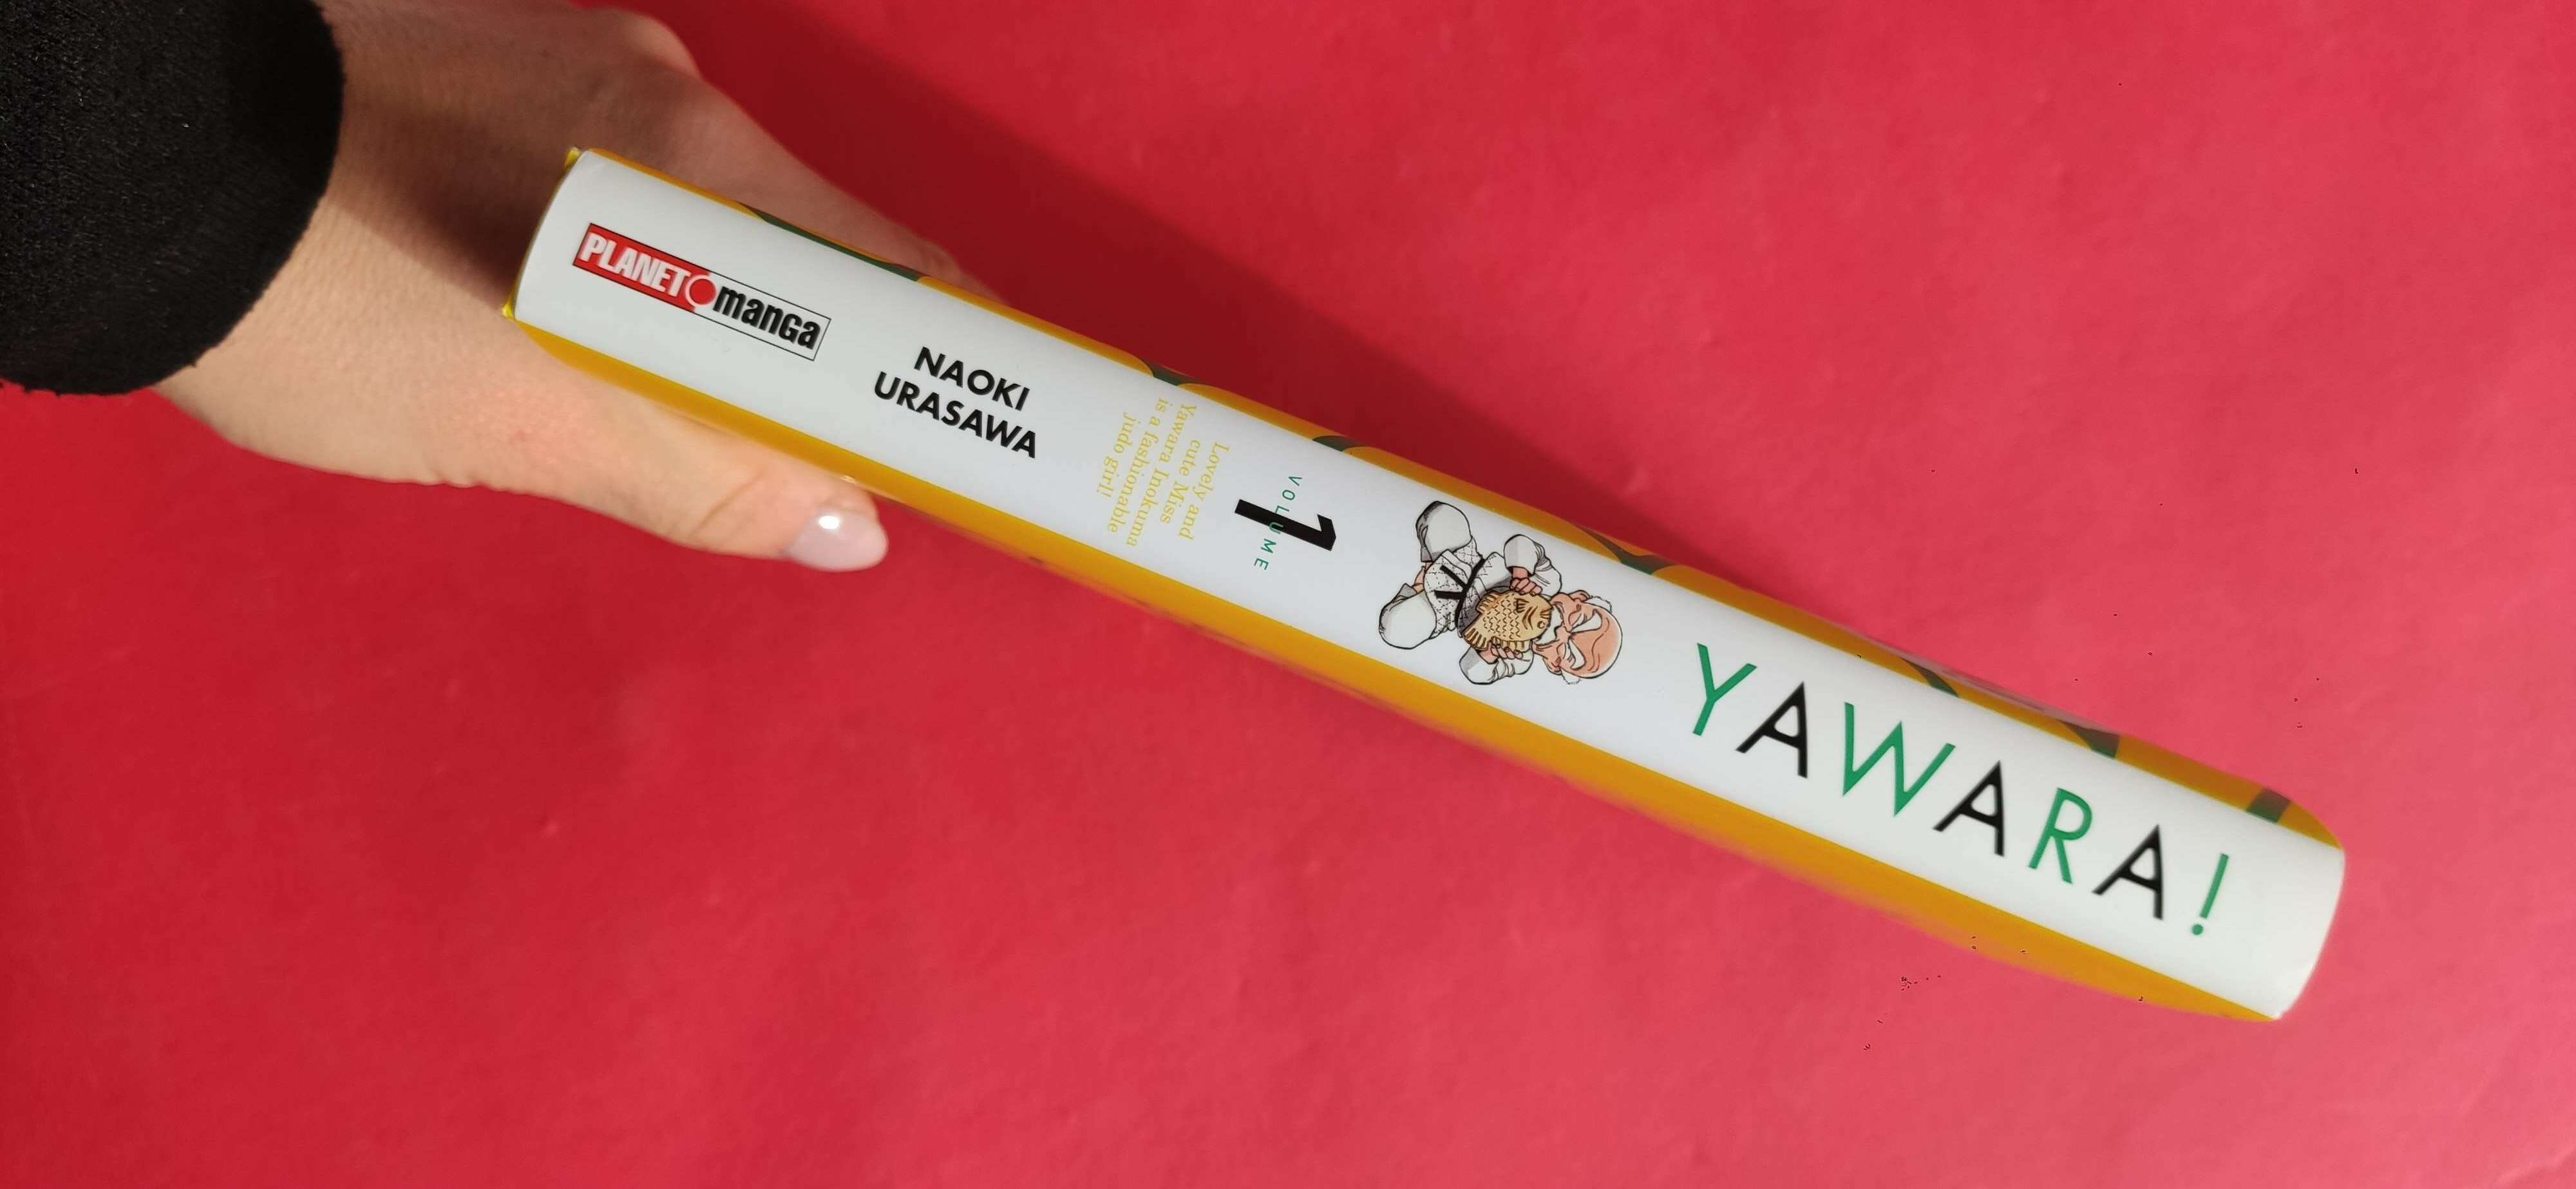 PLANET manga
NAOKI
URASAWA
Lovely and
cute Miss
Yawara Inokuma
is a fashionable
judo girl!
VOLUME
1
YAWARA!